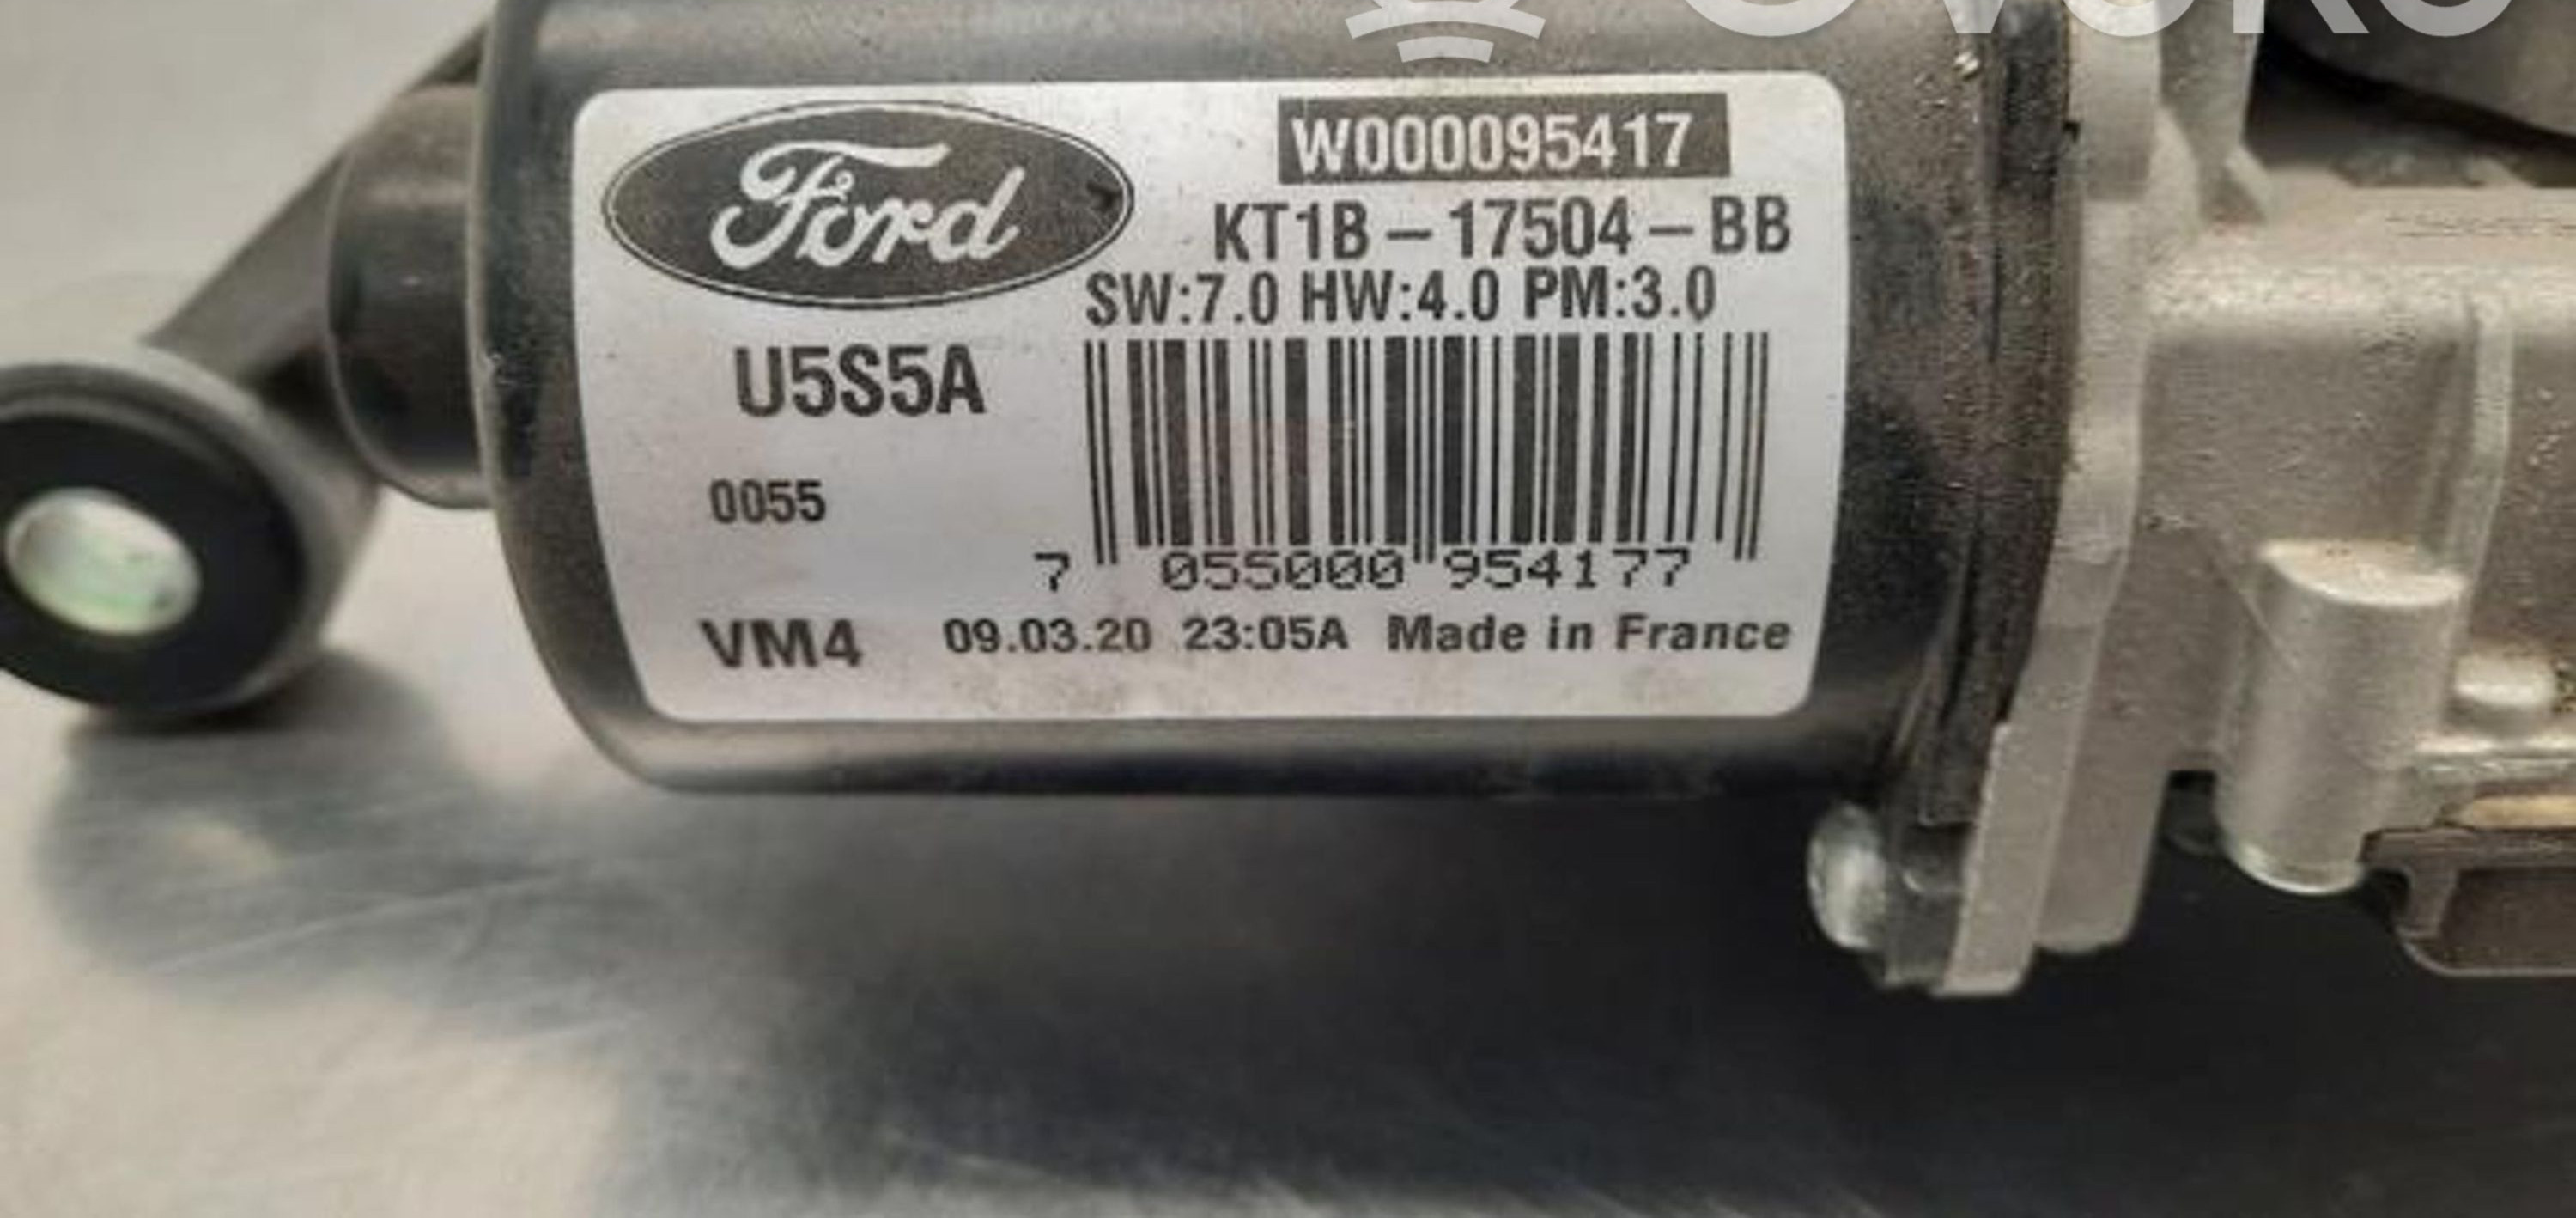 Ford
W000095417
KT1B-17504-BB
SW:7.0 HW:4.0 PM:3.0
U5S5A
0055
7 055000 954177
VM4 09.03.20 23:05A Made in France